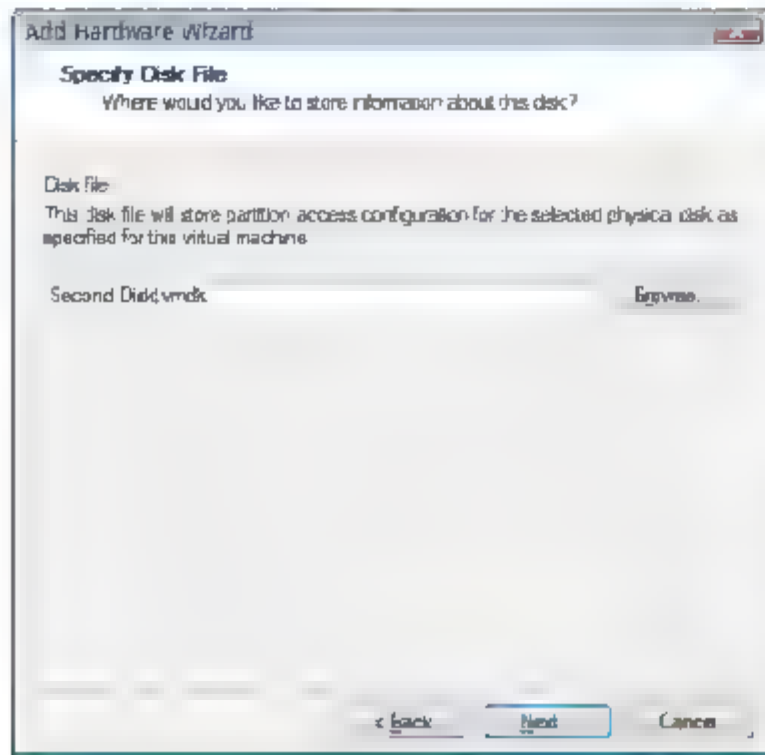 Add Hardware Wizard
Specify Disk File
Where would you like to store information about this disk?
Disk file
This disk file will store partition access configuration for the selected physical disk as
specified for this virtual machine
Second Disk.vmdk
Browse...
< Back
Next
Cancel